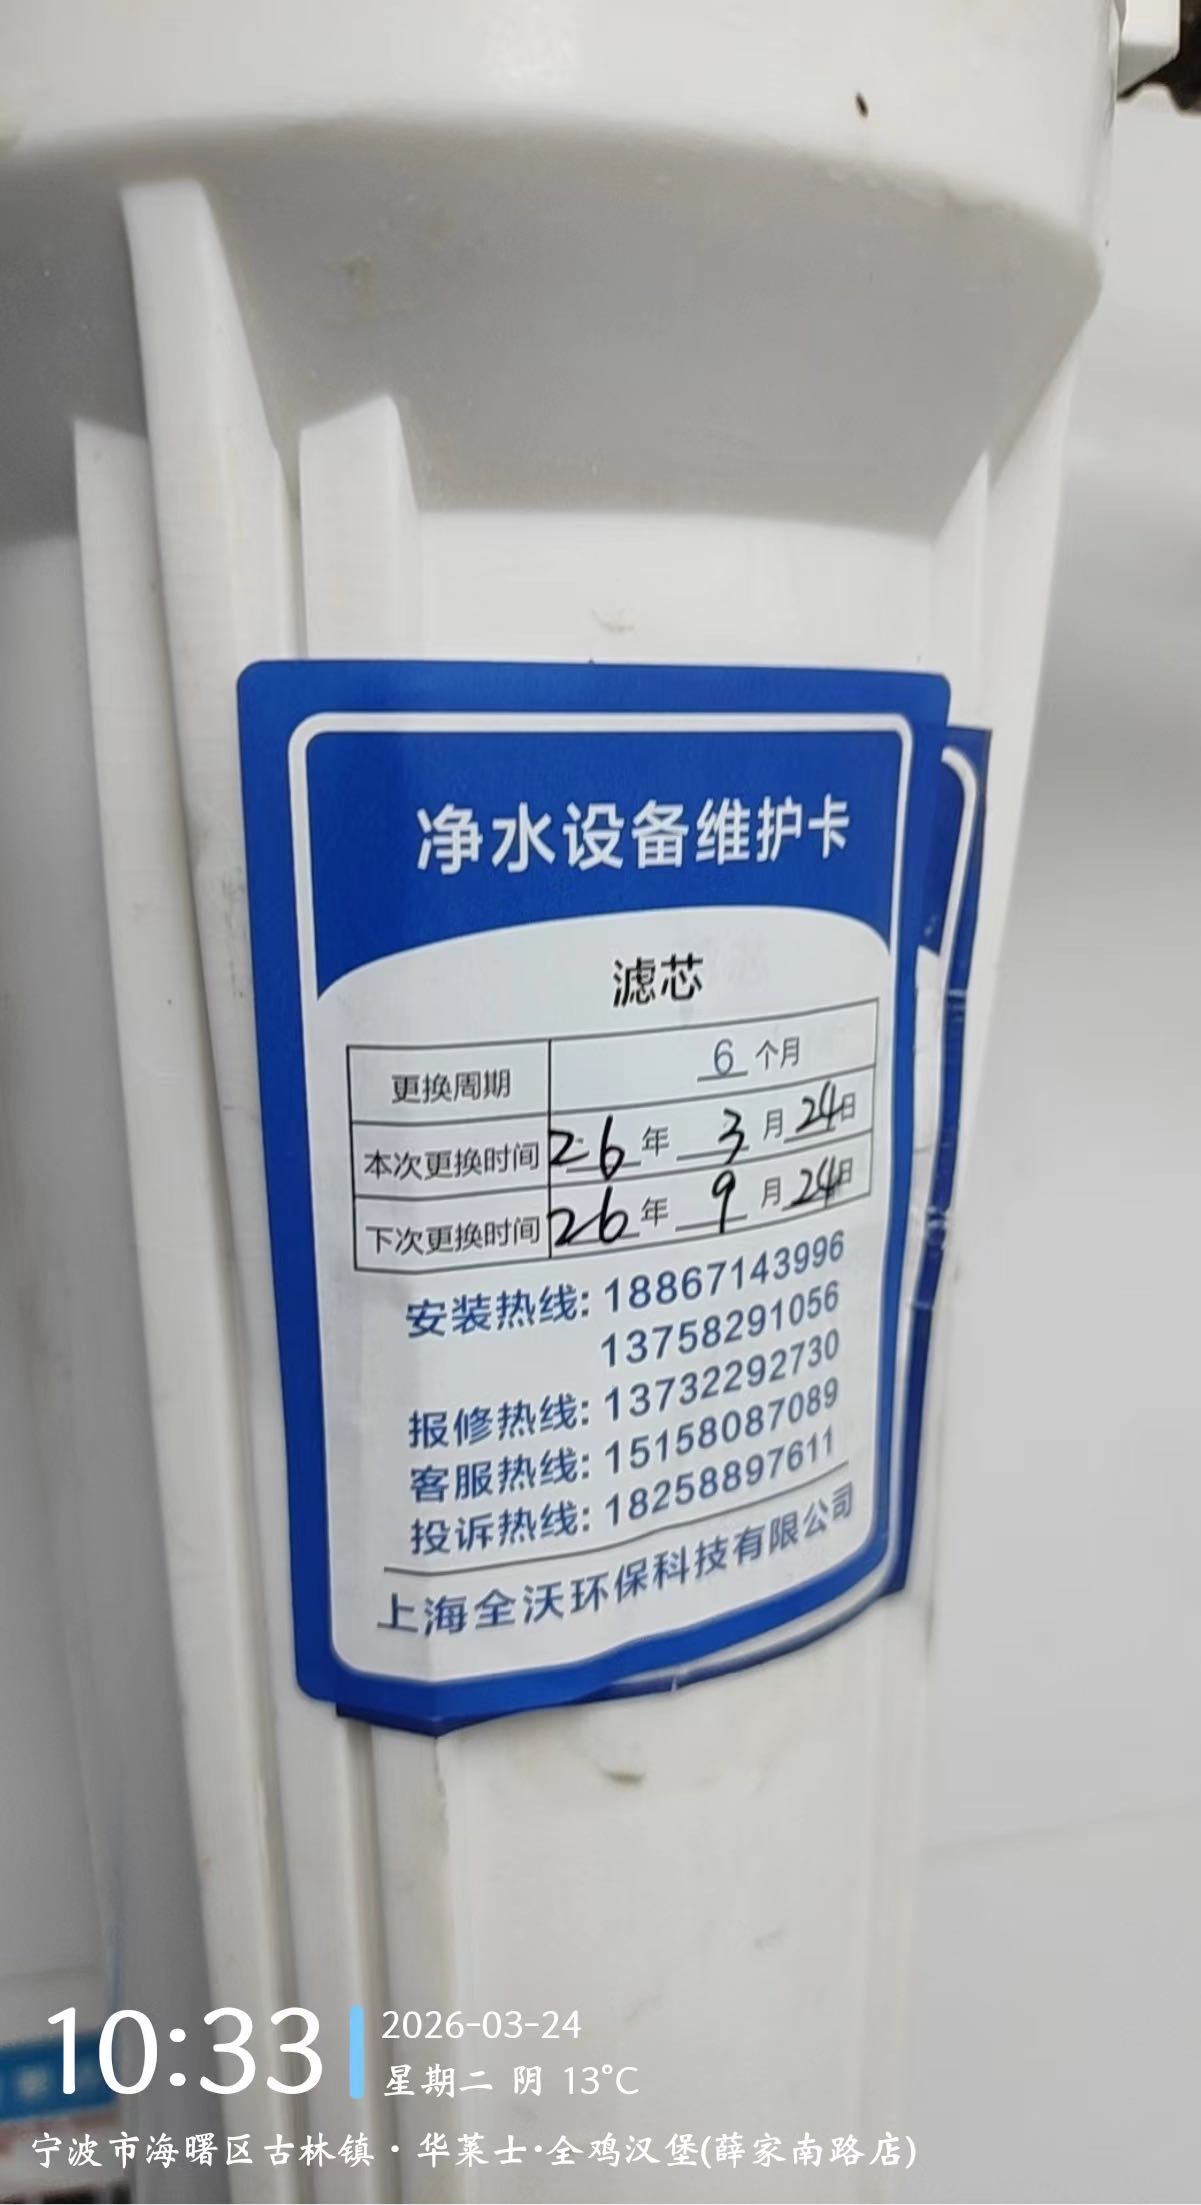 净水设备维护卡
滤芯
更换周期 6 个月
本次更换时间 26 年 3 月 24 日
下次更换时间 26 年 9 月 24 日
安装热线: 18867143996
13758291056
报修热线: 13732292730
客服热线: 15158087089
投诉热线: 18258897611
上海全沃环保科技有限公司
10:33
2026-03-24
星期二 阴 13°C
宁波市海曙区古林镇·华莱士·全鸡汉堡(薛家南路店)